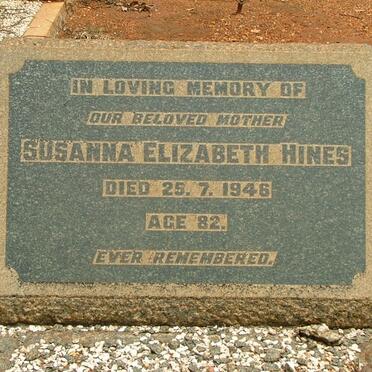 IN LOVING MEMORY OF
OUR BELOVED MOTHER
SUSANNA ELIZABETH HINES
DIED 25. 7. 1946
AGE 82.
EVER REMEMBERED.